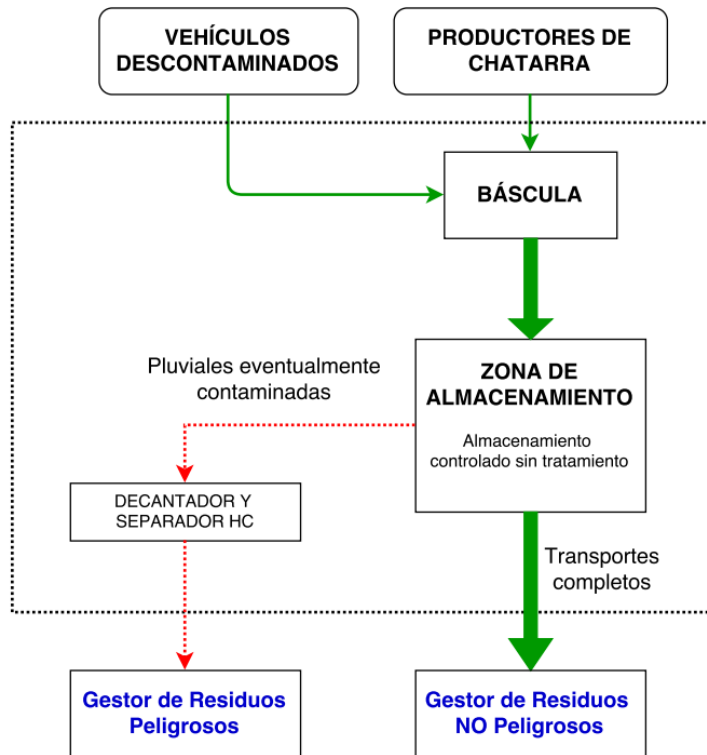 VEHÍCULOS
DESCONTAMINADOS
PRODUCTORES DE
CHATARRA
BÁSCULA
Pluviales eventualmente
contaminadas
ZONA DE
ALMACENAMIENTO
Almacenamiento
controlado sin tratamiento
DECANTADOR Y
SEPARADOR HC
Transportes
completos
Gestor de Residuos
Peligrosos
Gestor de Residuos
NO Peligrosos